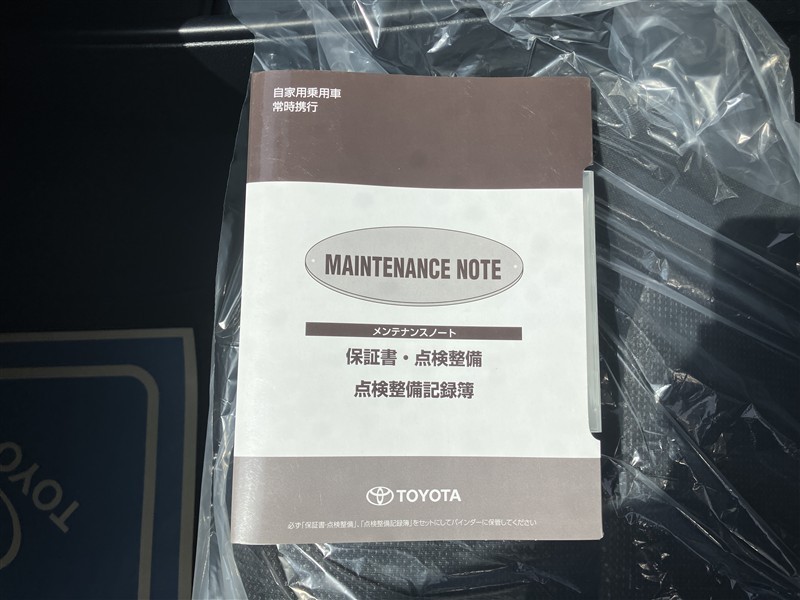 自家用乗用車
常時携行
MAINTENANCE NOTE
メンテナンスノート
保証書・点検整備
点検整備記録簿
TOYOTA
必ず「保証書・点検整備」、「点検整備記録簿」をセットにしてバインダーに保管してください
TOYO